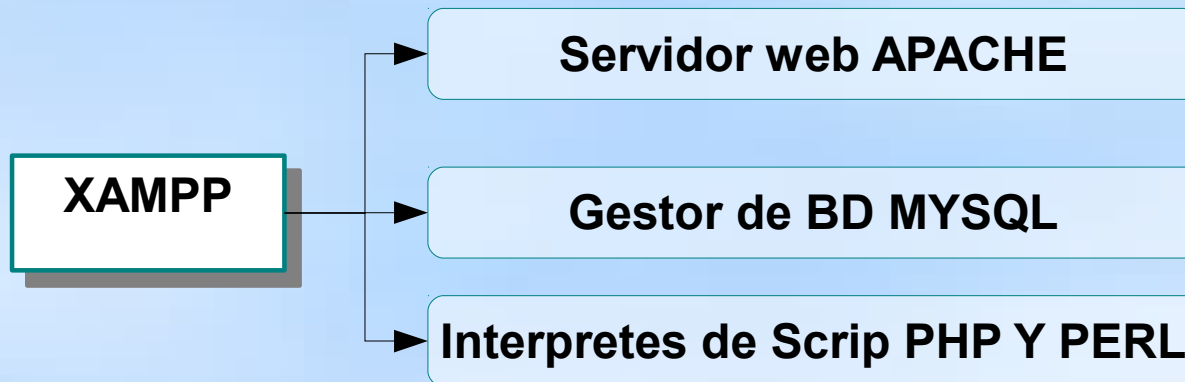 XAMPP
Servidor web APACHE
Gestor de BD MYSQL
Interpretes de Scrip PHP Y PERL